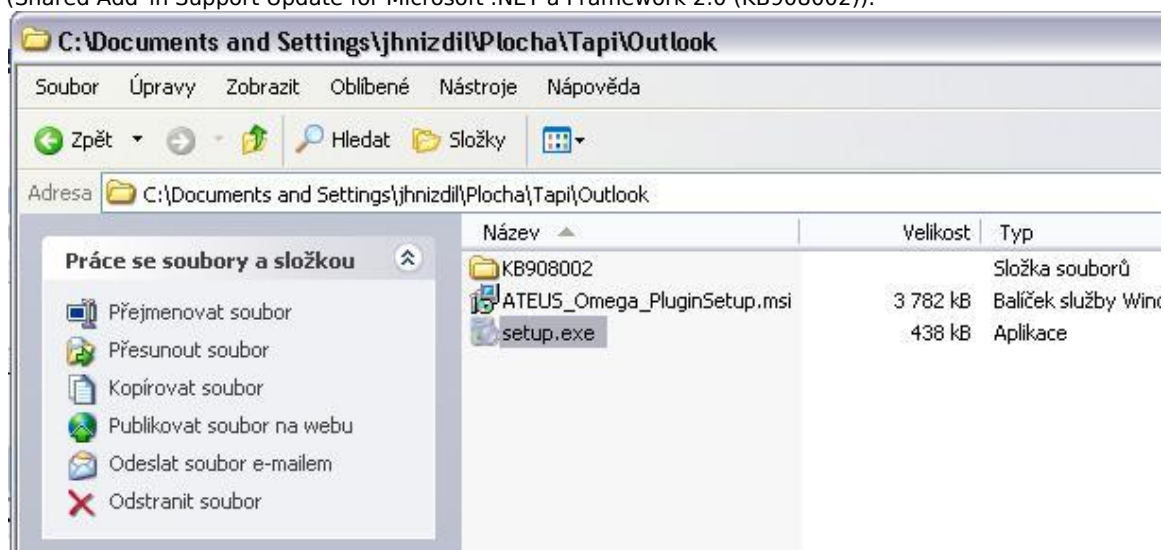 (Shared Add-in Support Update for Microsoft .NET a Framework 2.0 (KB908002)).
C:\Documents and Settings\jhnizdil\Plocha\Tapi\Outlook
Soubor Úpravy Zobrazit Oblíbené Nástroje Nápověda
Zpět Hledat Složky
Adresa C:\Documents and Settings\jhnizdil\Plocha\Tapi\Outlook
Název Velikost Typ
Práce se soubory a složkou
KB908002 Složka souborů
ATEUS_Omega_PluginSetup.msi 3 782 kB Balíček služby Wind
setup.exe 438 kB Aplikace
Přejmenovat soubor
Přesunout soubor
Kopírovat soubor
Publikovat soubor na webu
Odeslat soubor e-mailem
Odstranit soubor